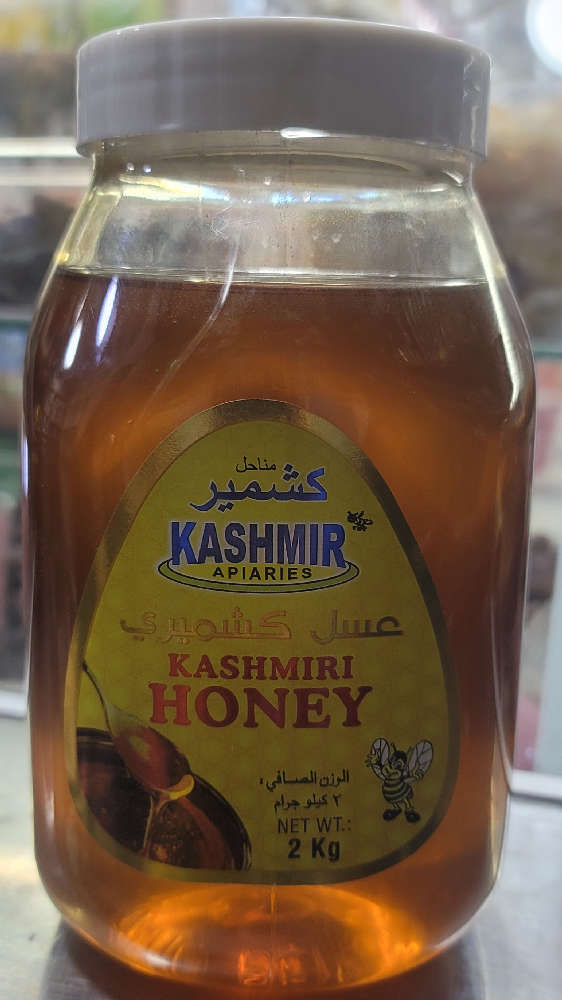 مناحل
كشمير
KASHMIR
APIARIES
عسل كشميري
KASHMIRI
HONEY
الوزن الصافي:
٢ كيلو جرام
NET WT.:
2 Kg